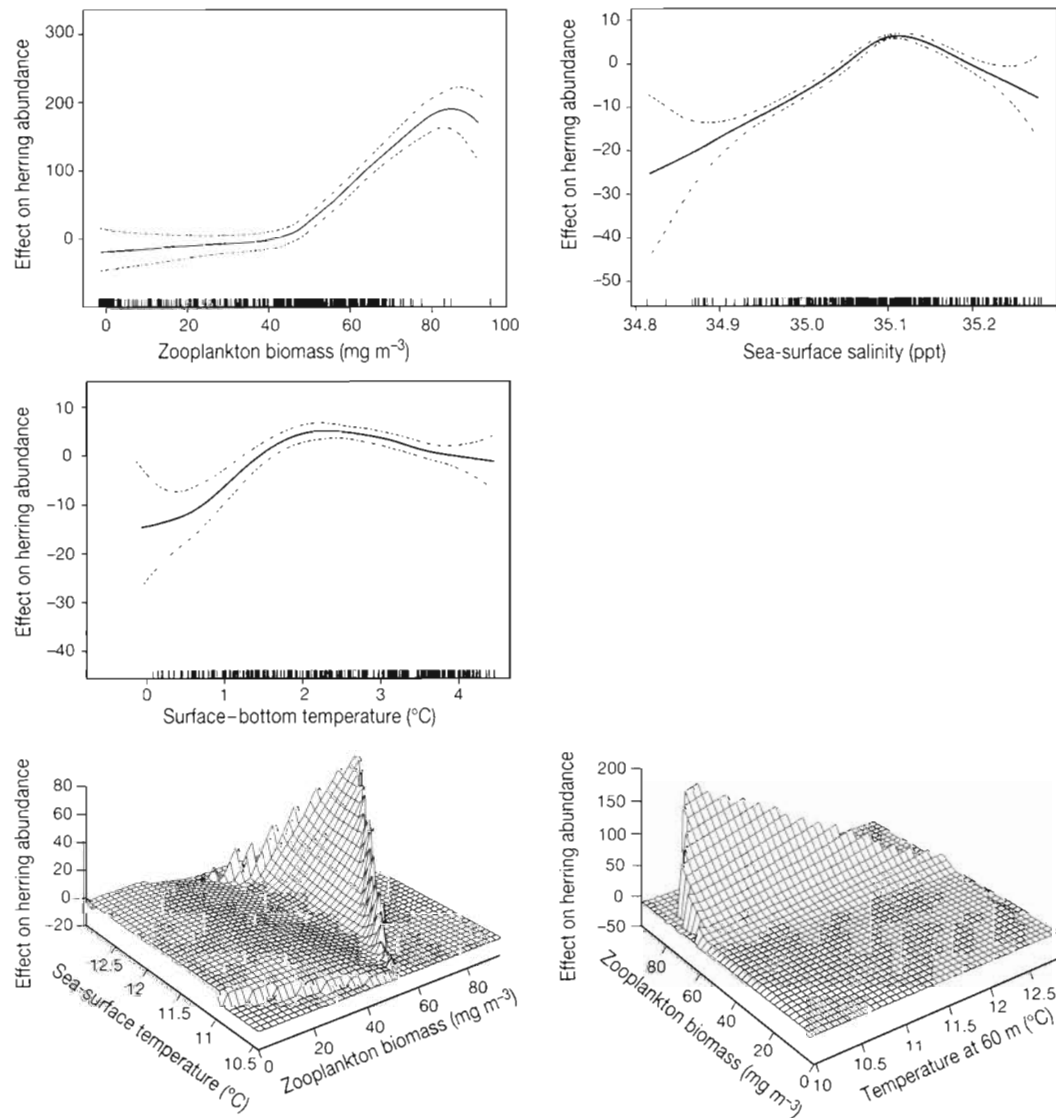 Effect on herring abundance
300
200
100
0
0 20 40 60 80 100
Zooplankton biomass (mg m⁻³)
Effect on herring abundance
10
0
−10
−20
−30
−40
−50
34.8 34.9 35.0 35.1 35.2
Sea-surface salinity (ppt)
Effect on herring abundance
10
0
−10
−20
−30
−40
0 1 2 3 4
Surface–bottom temperature (°C)
Effect on herring abundance
80
60
40
20
0
−20
12.5 12 11.5 11 10.5
Sea-surface temperature (°C)
0 20 40 60 80
Zooplankton biomass (mg m⁻³)
Effect on herring abundance
200
150
100
50
0
−50
80 60 40 20 0
Zooplankton biomass (mg m⁻³)
10 10.5 11 11.5 12 12.5
Temperature at 60 m (°C)